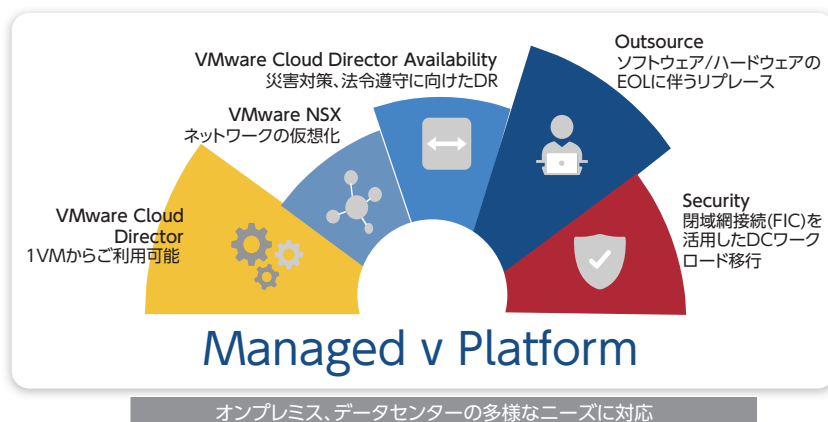 VMware Cloud Director Availability
災害対策、法令遵守に向けたDR
Outsource
ソフトウェア/ハードウェアの
EOLに伴うリプレース
VMware NSX
ネットワークの仮想化
VMware Cloud
Director
1VMからご利用可能
Security
閉域網接続(FIC)を
活用したDCワーク
ロード移行
Managed v Platform
オンプレミス、データセンターの多様なニーズに対応